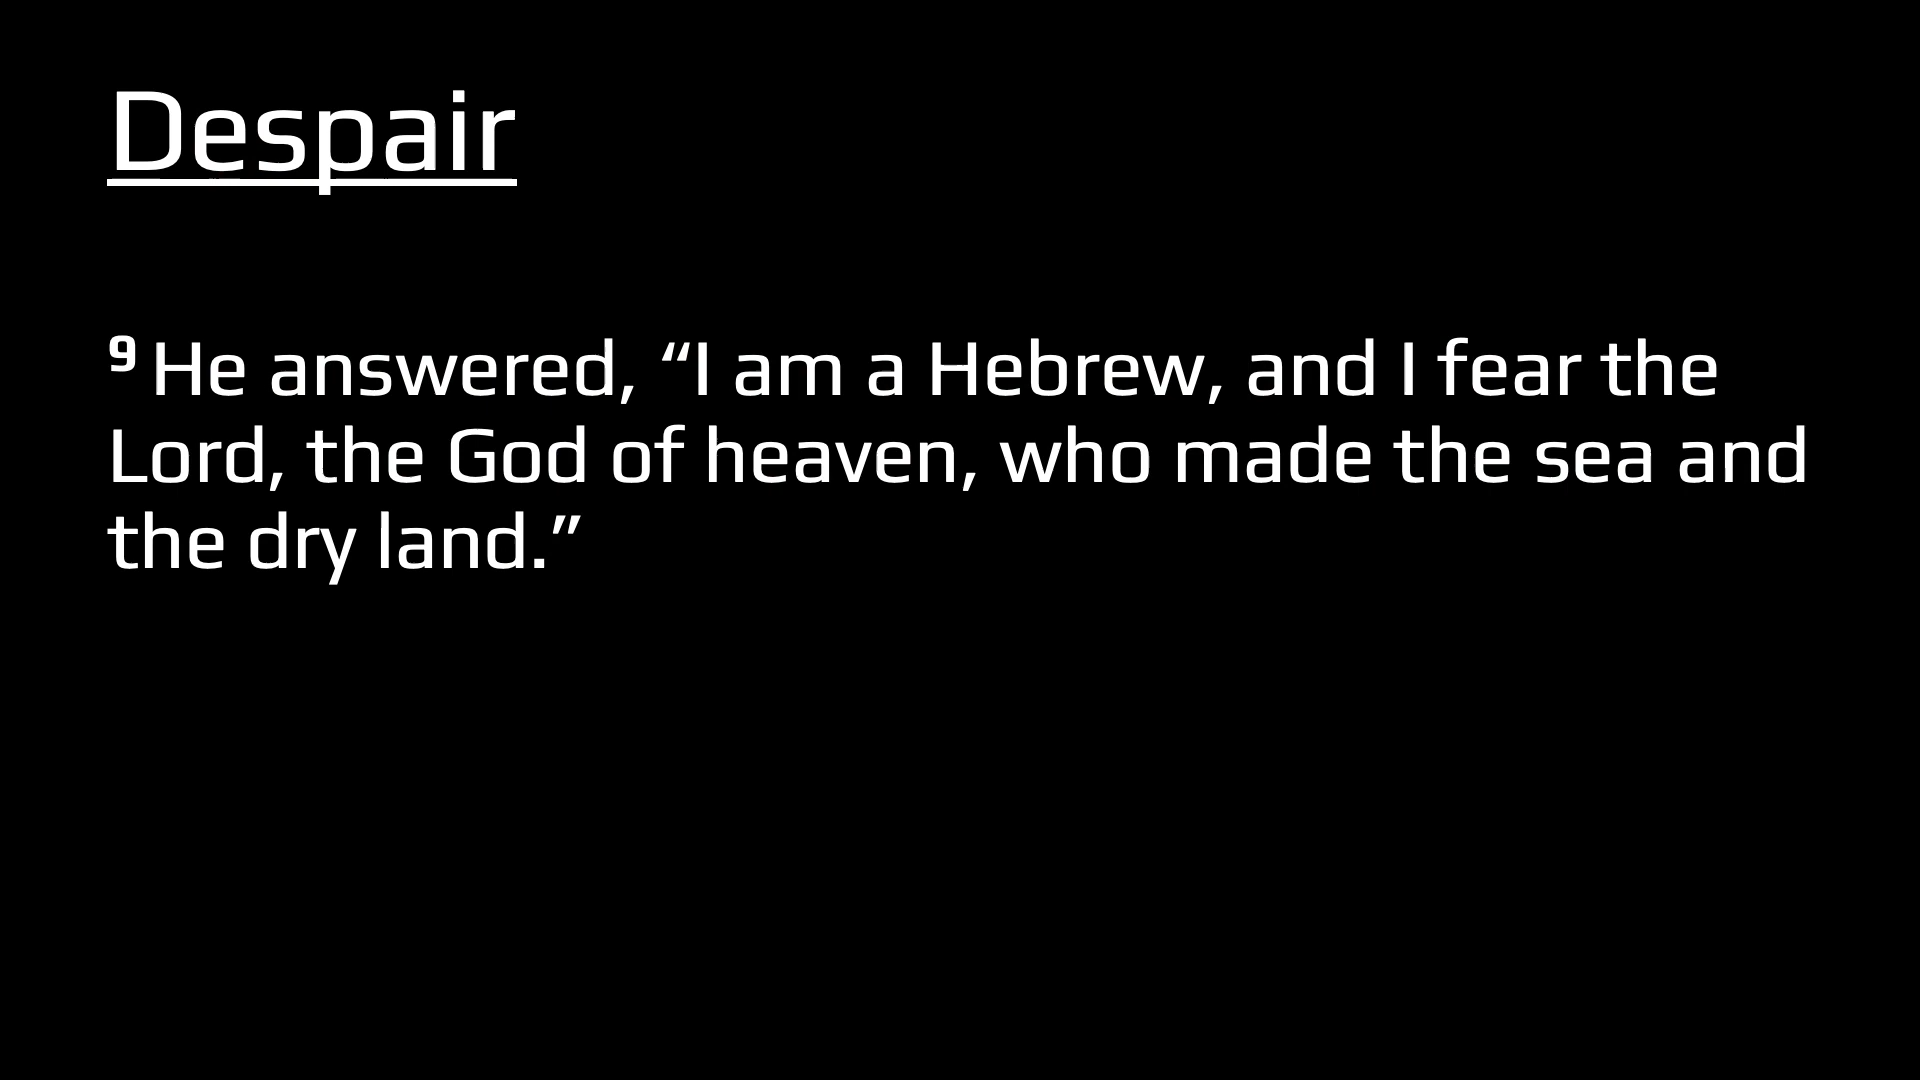 Despair
⁹ He answered, “I am a Hebrew, and I fear the
Lord, the God of heaven, who made the sea and
the dry land.”